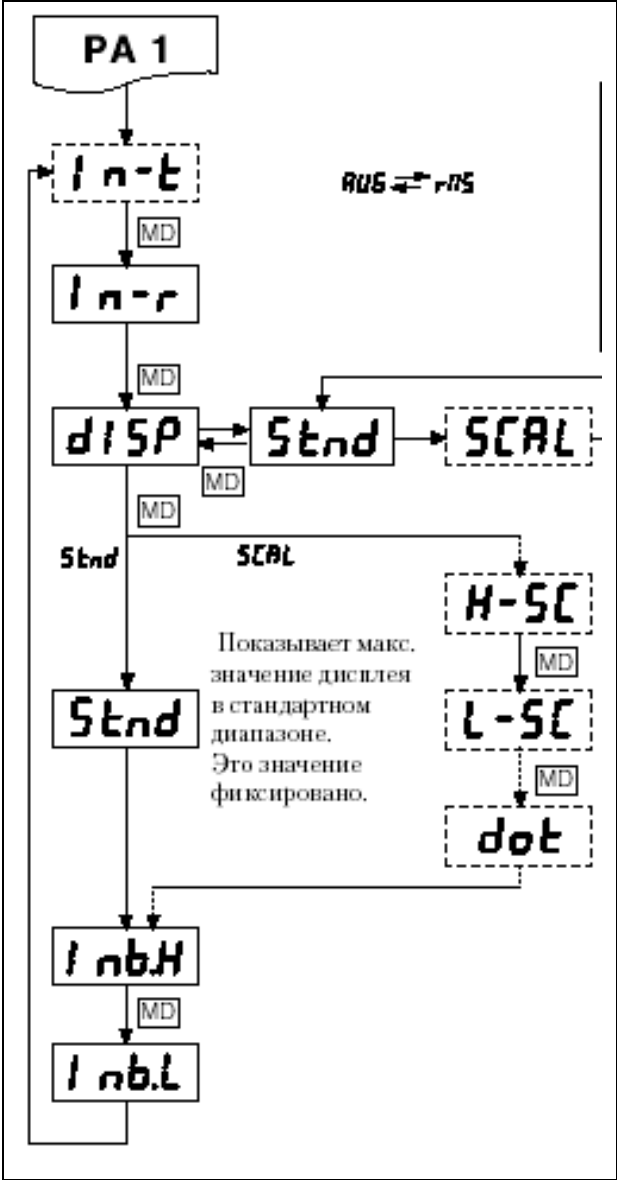 PA 1
In-t
AVG rMS
MD
In-r
MD
dISP
Stnd
SCAL
MD
MD
Stnd
SCAL
H-SC
Показывает макс.
значение дисплея
в стандартном
диапазоне.
Это значение
фиксировано.
MD
Stnd
L-SC
MD
dot
Inb.H
MD
Inb.L